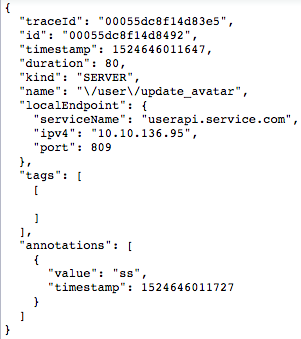 {
  "traceId": "00055dc8f14d83e5",
  "id": "00055dc8f14d8492",
  "timestamp": 1524646011647,
  "duration": 80,
  "kind": "SERVER",
  "name": "\/user\/update_avatar",
  "localEndpoint": {
    "serviceName": "userapi.service.com",
    "ipv4": "10.10.136.95",
    "port": 809
  },
  "tags": [
    [

    ]
  ],
  "annotations": [
    {
      "value": "ss",
      "timestamp": 1524646011727
    }
  ]
}